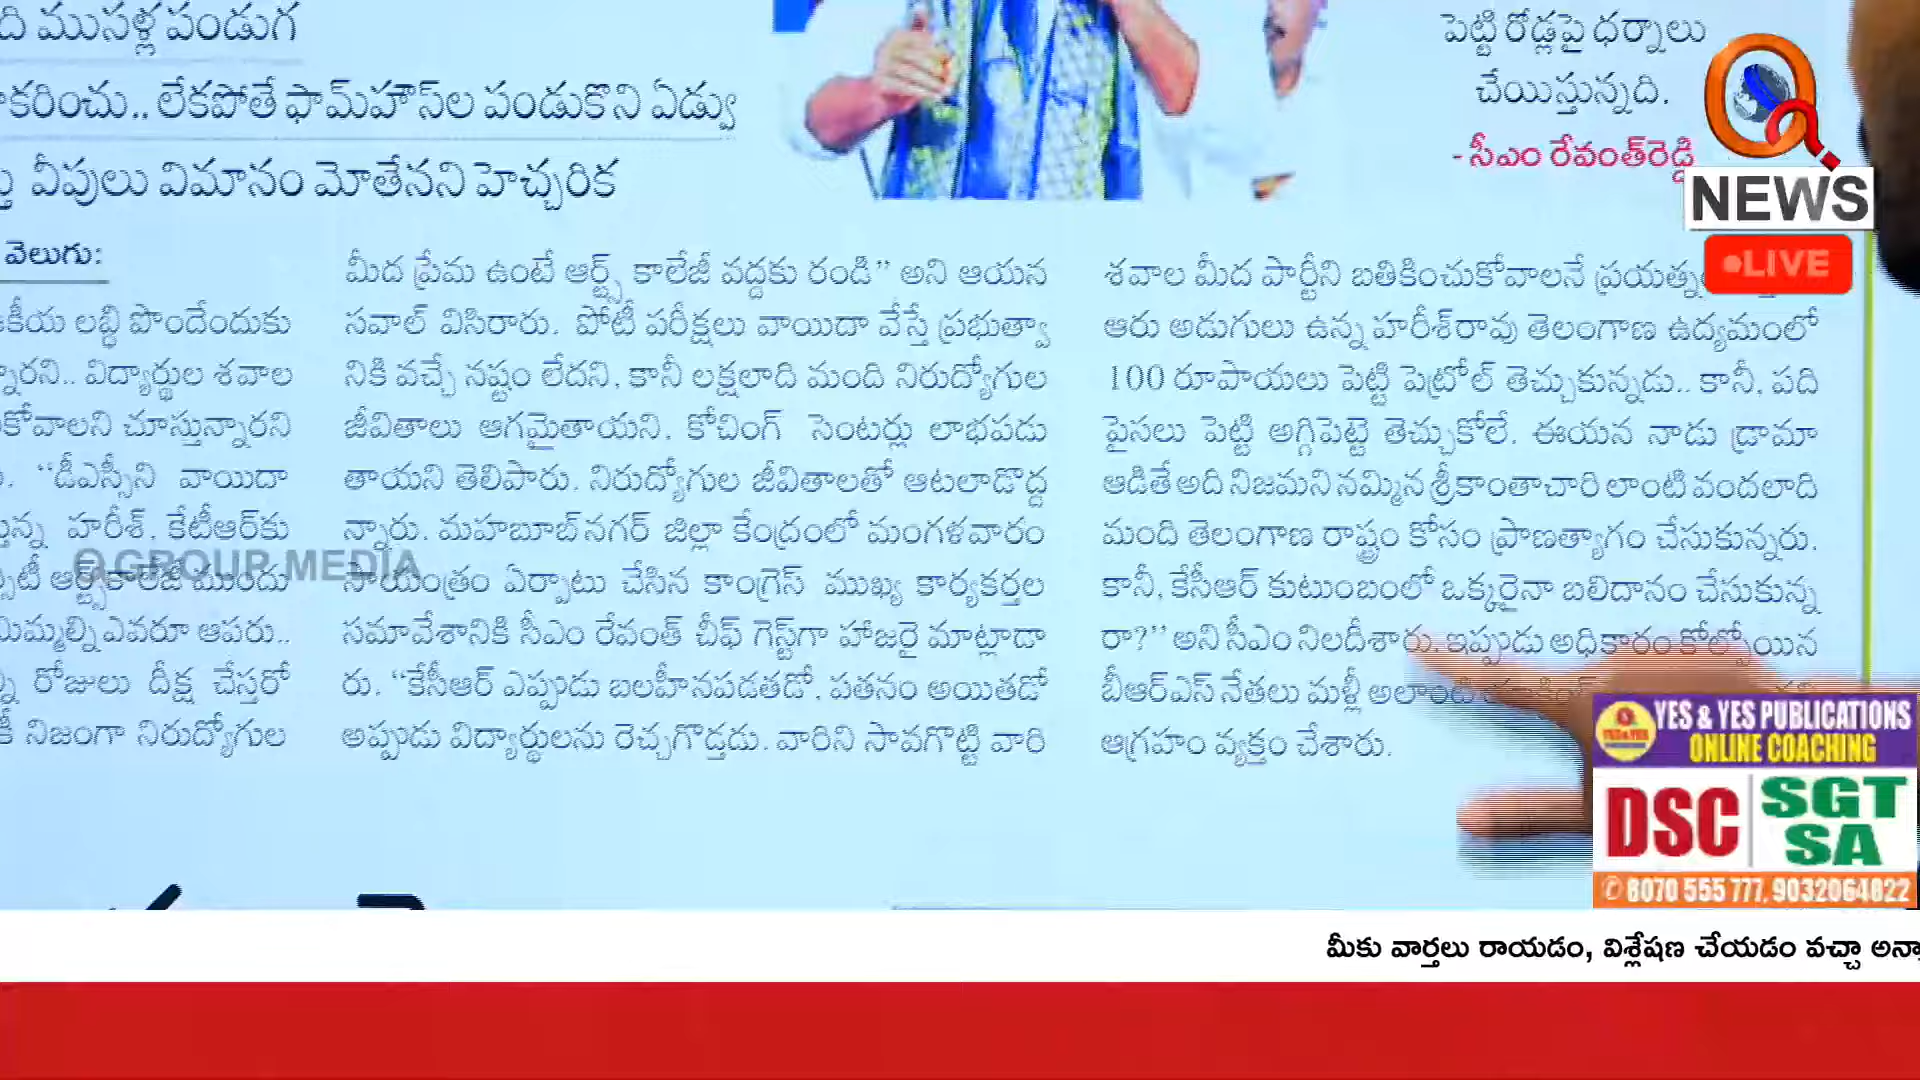 ది ముసళ్ల పండుగ
కరించు.. లేకపోతే ఫామ్‌హౌస్‌ల పండుకొని ఏడ్వు
వీపులు విమానం మోతేనని హెచ్చరిక
పెట్టి రోడ్లపై ధర్నాలు
చేయిస్తున్నది.
- సీఎం రేవంత్‌రెడ్డి
NEWS
LIVE
వెలుగు:
కీయ లబ్ధి పొందేందుకు
విద్యార్థుల శవాల
కోవాలని చూస్తున్నారని
“డీఎస్సీని వాయిదా
హరీశ్, కేటీఆర్‌కు
ఆర్ట్స్‌కాలేజీ ముందు
మిమ్మల్ని ఎవరూ ఆపరు..
రోజులు దీక్ష చేస్తరో
నిజంగా నిరుద్యోగుల
మీద ప్రేమ ఉంటే ఆర్ట్స్ కాలేజీ వద్దకు రండి” అని ఆయన
సవాల్ విసిరారు. పోటీ పరీక్షలు వాయిదా వేస్తే ప్రభుత్వా
నికి వచ్చే నష్టం లేదని, కానీ లక్షలాది మంది నిరుద్యోగుల
జీవితాలు ఆగమైతాయని, కోచింగ్ సెంటర్లు లాభపడు
తాయని తెలిపారు. నిరుద్యోగుల జీవితాలతో ఆటలాడొద్ద
న్నారు. మహబూబ్‌నగర్ జిల్లా కేంద్రంలో మంగళవారం
సాయంత్రం ఏర్పాటు చేసిన కాంగ్రెస్ ముఖ్య కార్యకర్తల
సమావేశానికి సీఎం రేవంత్ చీఫ్ గెస్ట్‌గా హాజరై మాట్లాడా
రు. “కేసీఆర్ ఎప్పుడు బలహీనపడతడో, పతనం అయితడో
అప్పుడు విద్యార్థులను రెచ్చగొడ్తడు. వారిని సావగొట్టి వారి
శవాల మీద పార్టీని బతికించుకోవాలనే
ఆరు అడుగులు ఉన్న హరీశ్‌రావు తెలంగాణ ఉద్యమంలో
100 రూపాయలు పెట్టి పెట్రోల్ తెచ్చుకున్నడు.. కానీ, పది
పైసలు పెట్టి అగ్గిపెట్టె తెచ్చుకోలే. ఈయన నాడు డ్రామా
ఆడితే అది నిజమని నమ్మిన శ్రీకాంతాచారి లాంటి వందలాది
మంది తెలంగాణ రాష్ట్రం కోసం ప్రాణత్యాగం చేసుకున్నరు.
కానీ, కేసీఆర్ కుటుంబంలో ఒక్కరైనా బలిదానం చేసుకున్న
రా?” అని సీఎం నిలదీశారు. ఇప్పుడు అధికారం కోల్పోయిన
బీఆర్ఎస్ నేతలు మళ్లీ అలాంటి
ఆగ్రహం వ్యక్తం చేశారు.
Q GROUP MEDIA
YES & YES PUBLICATIONS
ONLINE COACHING
DSC SGT
SA
8070 555 777, 9032064822
మీకు వార్తలు రాయడం, విశ్లేషణ చేయడం వచ్చా